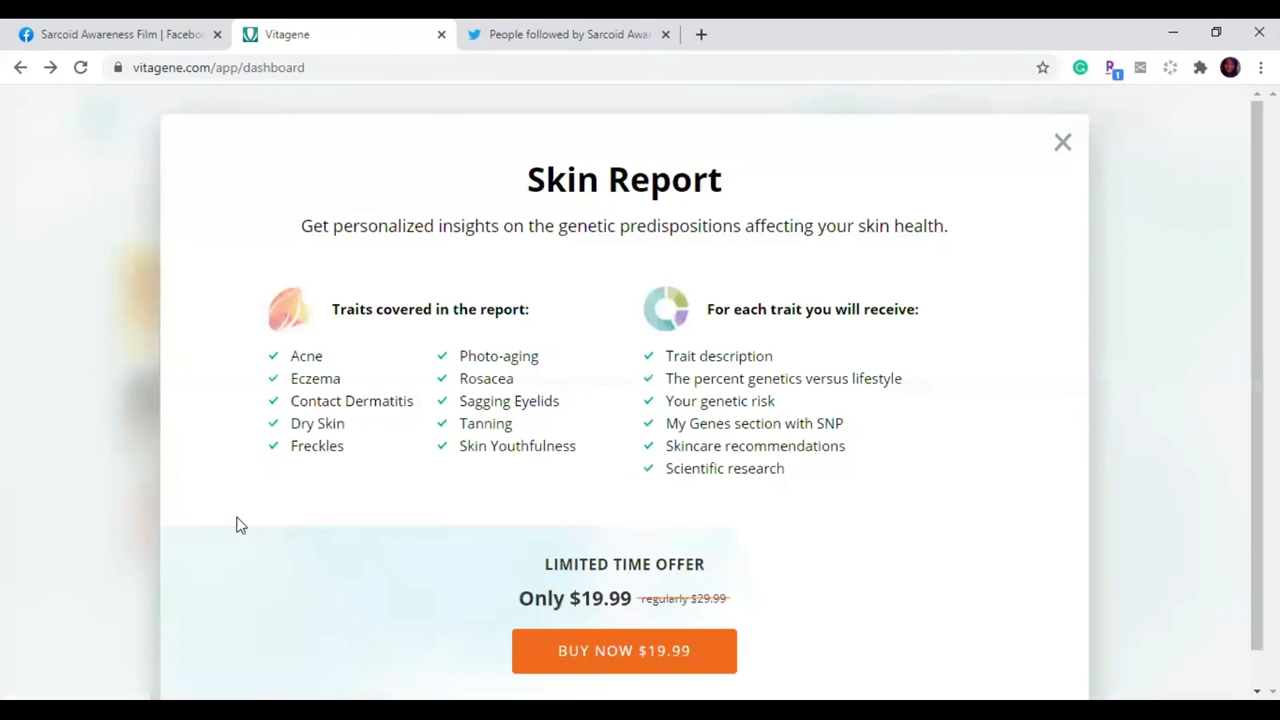 Sarcoid Awareness Film | Facebo
Vitagene
People followed by Sarcoid Awar
vitagene.com/app/dashboard
1
Skin Report
Get personalized insights on the genetic predispositions affecting your skin health.
Traits covered in the report:
Acne
Eczema
Contact Dermatitis
Dry Skin
Freckles
Photo-aging
Rosacea
Sagging Eyelids
Tanning
Skin Youthfulness
For each trait you will receive:
Trait description
The percent genetics versus lifestyle
Your genetic risk
My Genes section with SNP
Skincare recommendations
Scientific research
LIMITED TIME OFFER
Only $19.99 regularly $29.99
BUY NOW $19.99